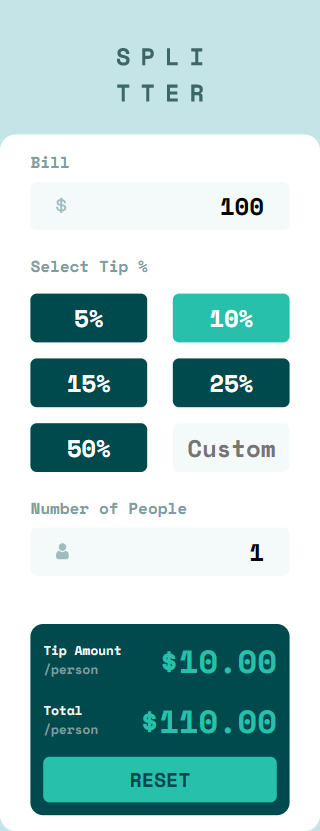 SPLI
TTER
Bill
$ 100
Select Tip %
5% 10%
15% 25%
50% Custom
Number of People
1
Tip Amount
/person
$10.00
Total
/person
$110.00
RESET